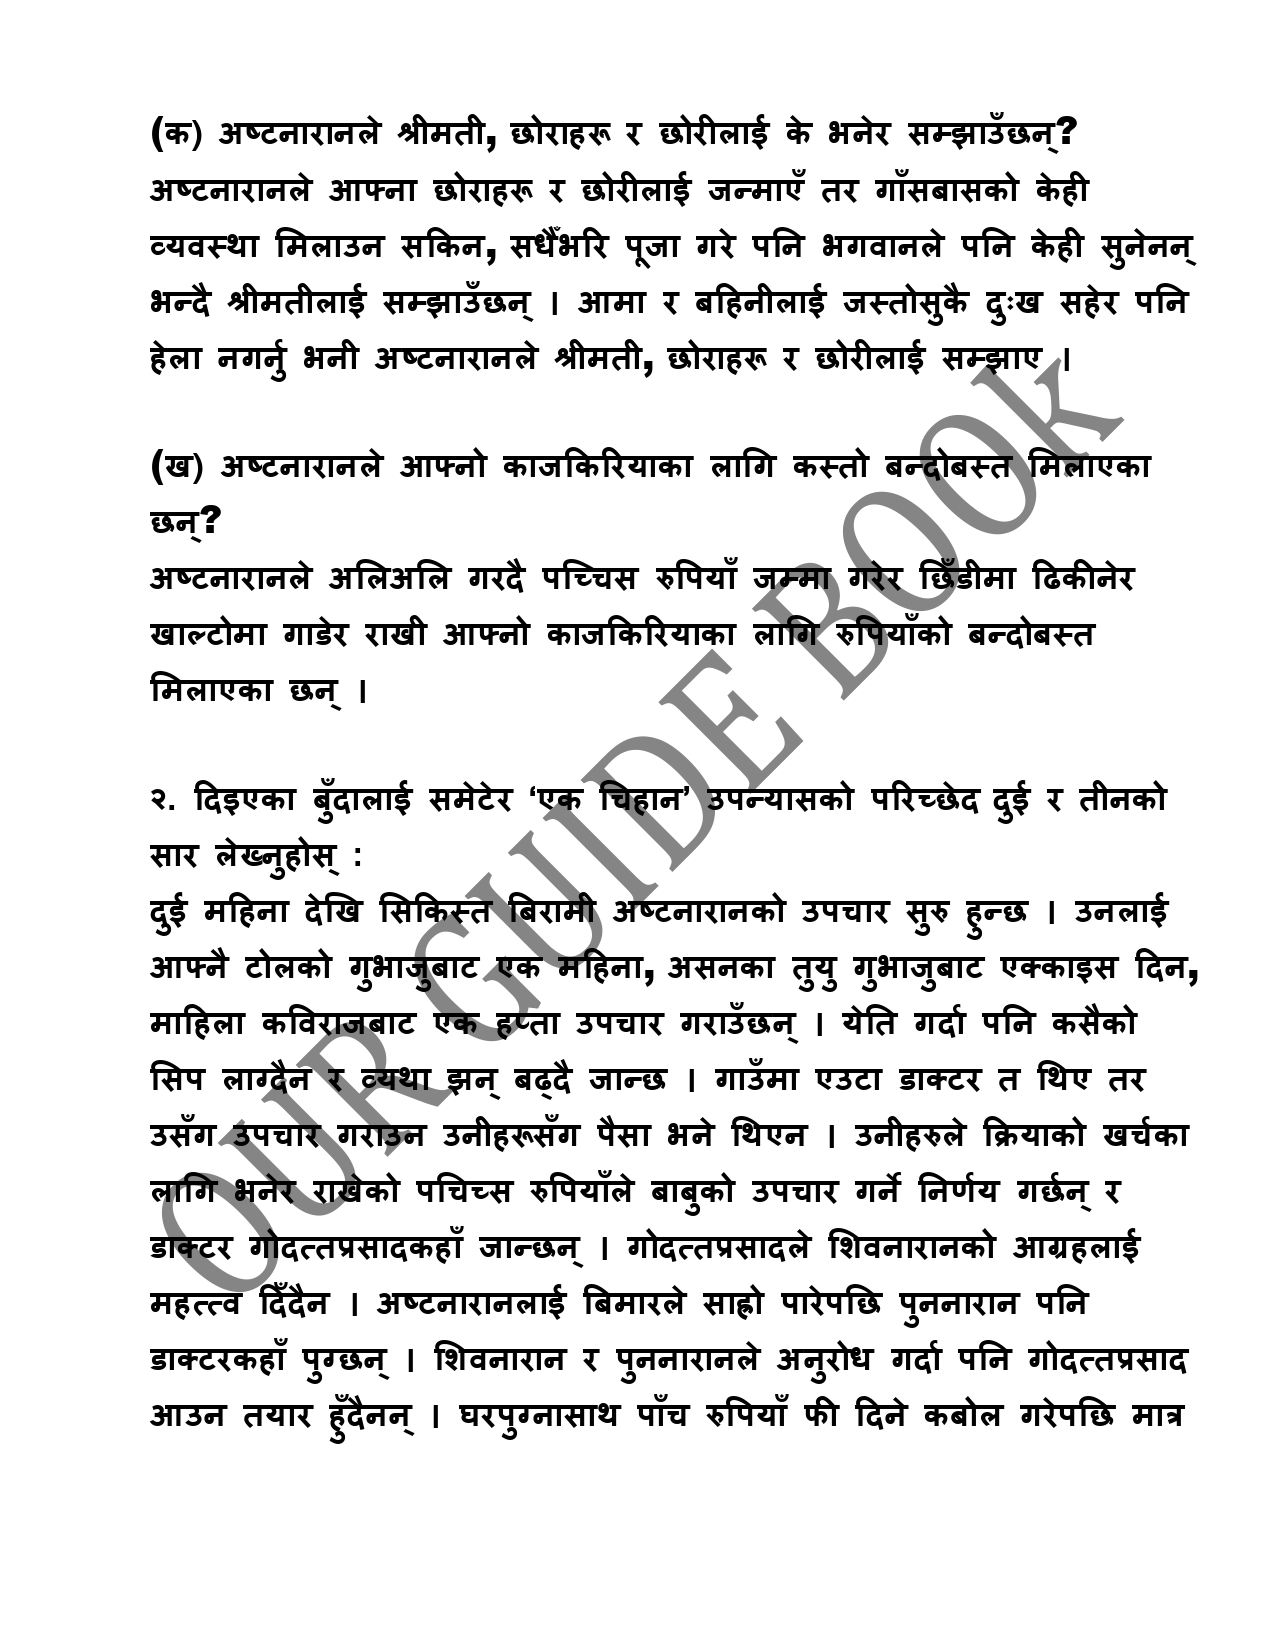 (क) अष्टनारानले श्रीमती, छोराहरू र छोरीलाई के भनेर सम्झाउँछन्?
अष्टनारानले आफ्ना छोराहरू र छोरीलाई जन्माएँ तर गाँसबासको केही
व्यवस्था मिलाउन सकिन, सधैँभरि पूजा गरे पनि भगवानले पनि केही सुनेनन्
भन्दै श्रीमतीलाई सम्झाउँछन् । आमा र बहिनीलाई जस्तोसुकै दुःख सहेर पनि
हेला नगर्नु भनी अष्टनारानले श्रीमती, छोराहरू र छोरीलाई सम्झाए ।
(ख) अष्टनारानले आफ्नो काजकिरियाका लागि कस्तो बन्दोबस्त मिलाएका
छन्?
अष्टनारानले अलिअलि गरदै पच्चिस रुपियाँ जम्मा गरेर छिँडीमा ढिकीनेर
खाल्टोमा गाडेर राखी आफ्नो काजकिरियाका लागि रुपियाँको बन्दोबस्त
मिलाएका छन् ।
२. दिइएका बुँदालाई समेटेर ‘एक चिहान’ उपन्यासको परिच्छेद दुई र तीनको
सार लेख्नुहोस् :
दुई महिना देखि सिकिस्त बिरामी अष्टनारानको उपचार सुरु हुन्छ । उनलाई
आफ्नै टोलको गुभाजुबाट एक महिना, असनका तुयु गुभाजुबाट एक्काइस दिन,
माहिला कविराजबाट एक हप्ता उपचार गराउँछन् । येति गर्दा पनि कसैको
सिप लाग्दैन र व्यथा झन् बढ्दै जान्छ । गाउँमा एउटा डाक्टर त थिए तर
उसँग उपचार गराउन उनीहरूसँग पैसा भने थिएन । उनीहरुले क्रियाको खर्चका
लागि भनेर राखेको पचिच्स रुपियाँले बाबुको उपचार गर्ने निर्णय गर्छन् र
डाक्टर गोदत्तप्रसादकहाँ जान्छन् । गोदत्तप्रसादले शिवनारानको आग्रहलाई
महत्त्व दिँदैन । अष्टनारानलाई बिमारले साह्रो पारेपछि पुननारान पनि
डाक्टरकहाँ पुग्छन् । शिवनारान र पुननारानले अनुरोध गर्दा पनि गोदत्तप्रसाद
आउन तयार हुँदैनन् । घरपुग्नासाथ पाँच रुपियाँ फी दिने कबोल गरेपछि मात्र
OUR GUIDE BOOk